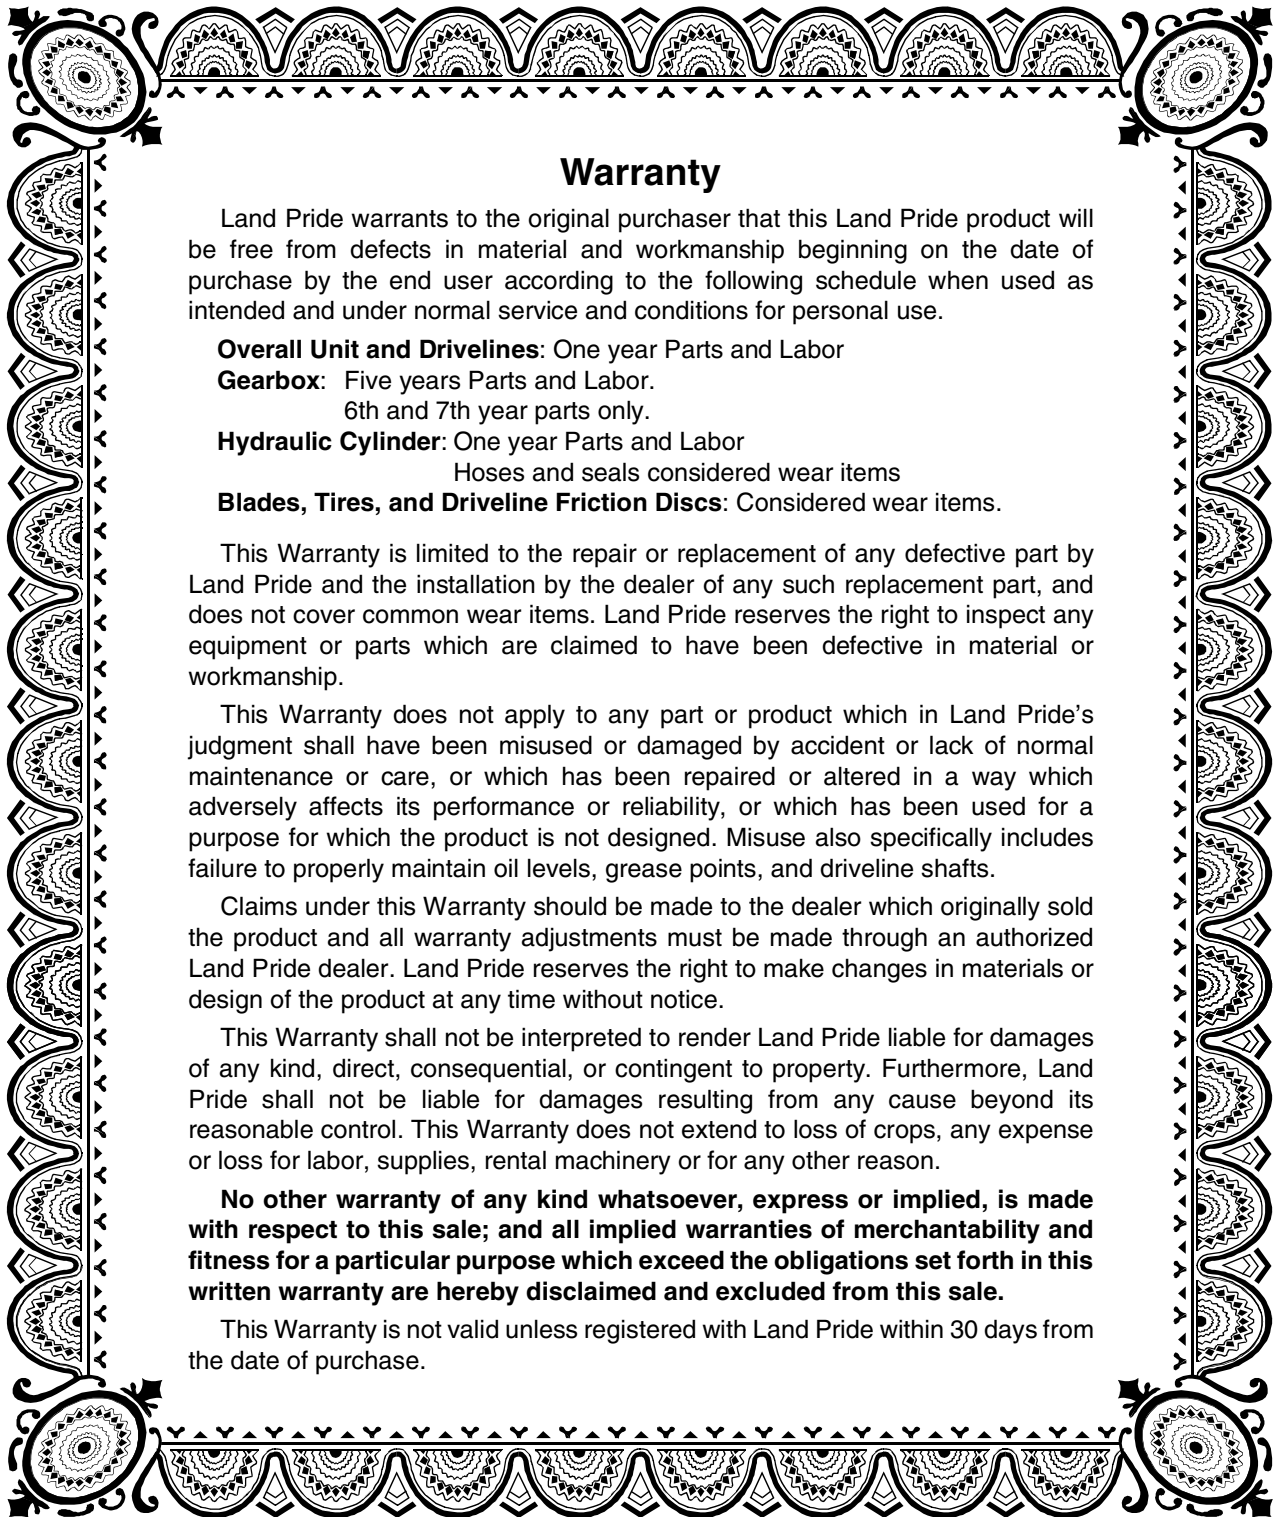 Warranty
Land Pride warrants to the original purchaser that this Land Pride product will
be free from defects in material and workmanship beginning on the date of
purchase by the end user according to the following schedule when used as
intended and under normal service and conditions for personal use.
Overall Unit and Drivelines: One year Parts and Labor
Gearbox: Five years Parts and Labor.
6th and 7th year parts only.
Hydraulic Cylinder: One year Parts and Labor
Hoses and seals considered wear items
Blades, Tires, and Driveline Friction Discs: Considered wear items.
This Warranty is limited to the repair or replacement of any defective part by
Land Pride and the installation by the dealer of any such replacement part, and
does not cover common wear items. Land Pride reserves the right to inspect any
equipment or parts which are claimed to have been defective in material or
workmanship.
This Warranty does not apply to any part or product which in Land Pride’s
judgment shall have been misused or damaged by accident or lack of normal
maintenance or care, or which has been repaired or altered in a way which
adversely affects its performance or reliability, or which has been used for a
purpose for which the product is not designed. Misuse also specifically includes
failure to properly maintain oil levels, grease points, and driveline shafts.
Claims under this Warranty should be made to the dealer which originally sold
the product and all warranty adjustments must be made through an authorized
Land Pride dealer. Land Pride reserves the right to make changes in materials or
design of the product at any time without notice.
This Warranty shall not be interpreted to render Land Pride liable for damages
of any kind, direct, consequential, or contingent to property. Furthermore, Land
Pride shall not be liable for damages resulting from any cause beyond its
reasonable control. This Warranty does not extend to loss of crops, any expense
or loss for labor, supplies, rental machinery or for any other reason.
No other warranty of any kind whatsoever, express or implied, is made
with respect to this sale; and all implied warranties of merchantability and
fitness for a particular purpose which exceed the obligations set forth in this
written warranty are hereby disclaimed and excluded from this sale.
This Warranty is not valid unless registered with Land Pride within 30 days from
the date of purchase.